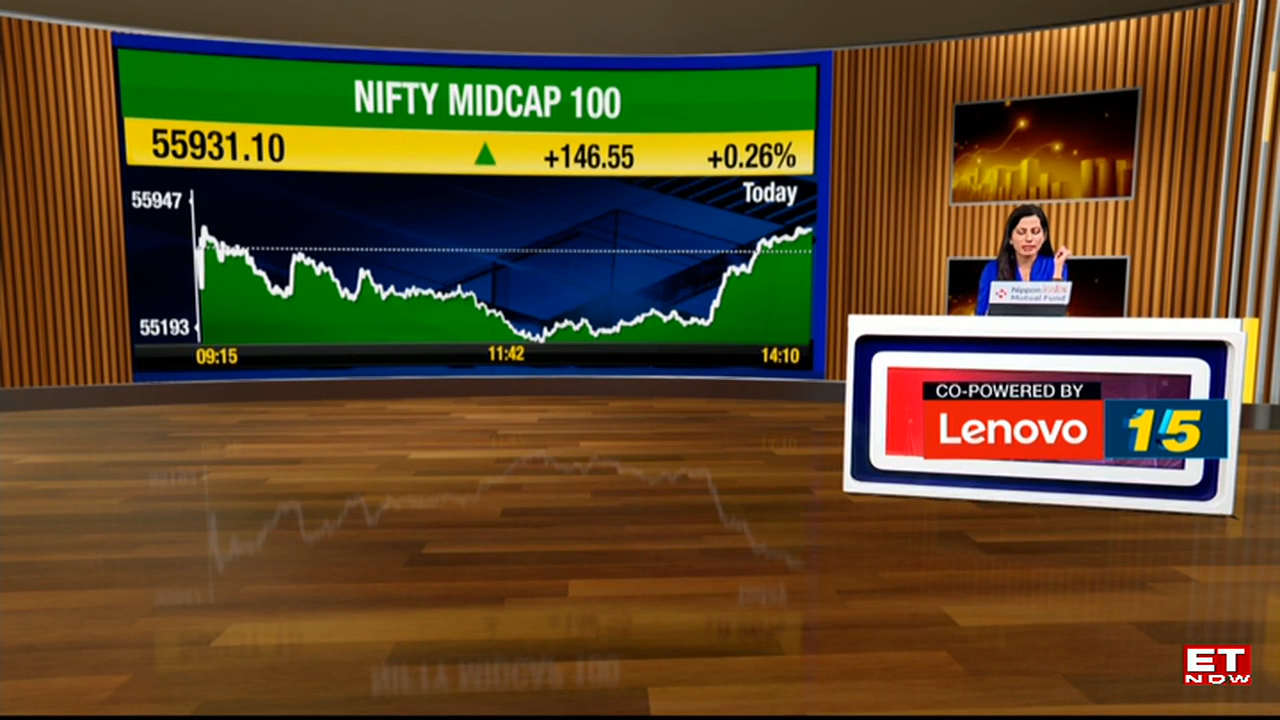 NIFTY MIDCAP 100
55931.10 ▲ +146.55 +0.26%
Today
55947
55193
09:15 11:42 14:10
Nippon
Mutual Fund
CO-POWERED BY
Lenovo 15
ET
NOW